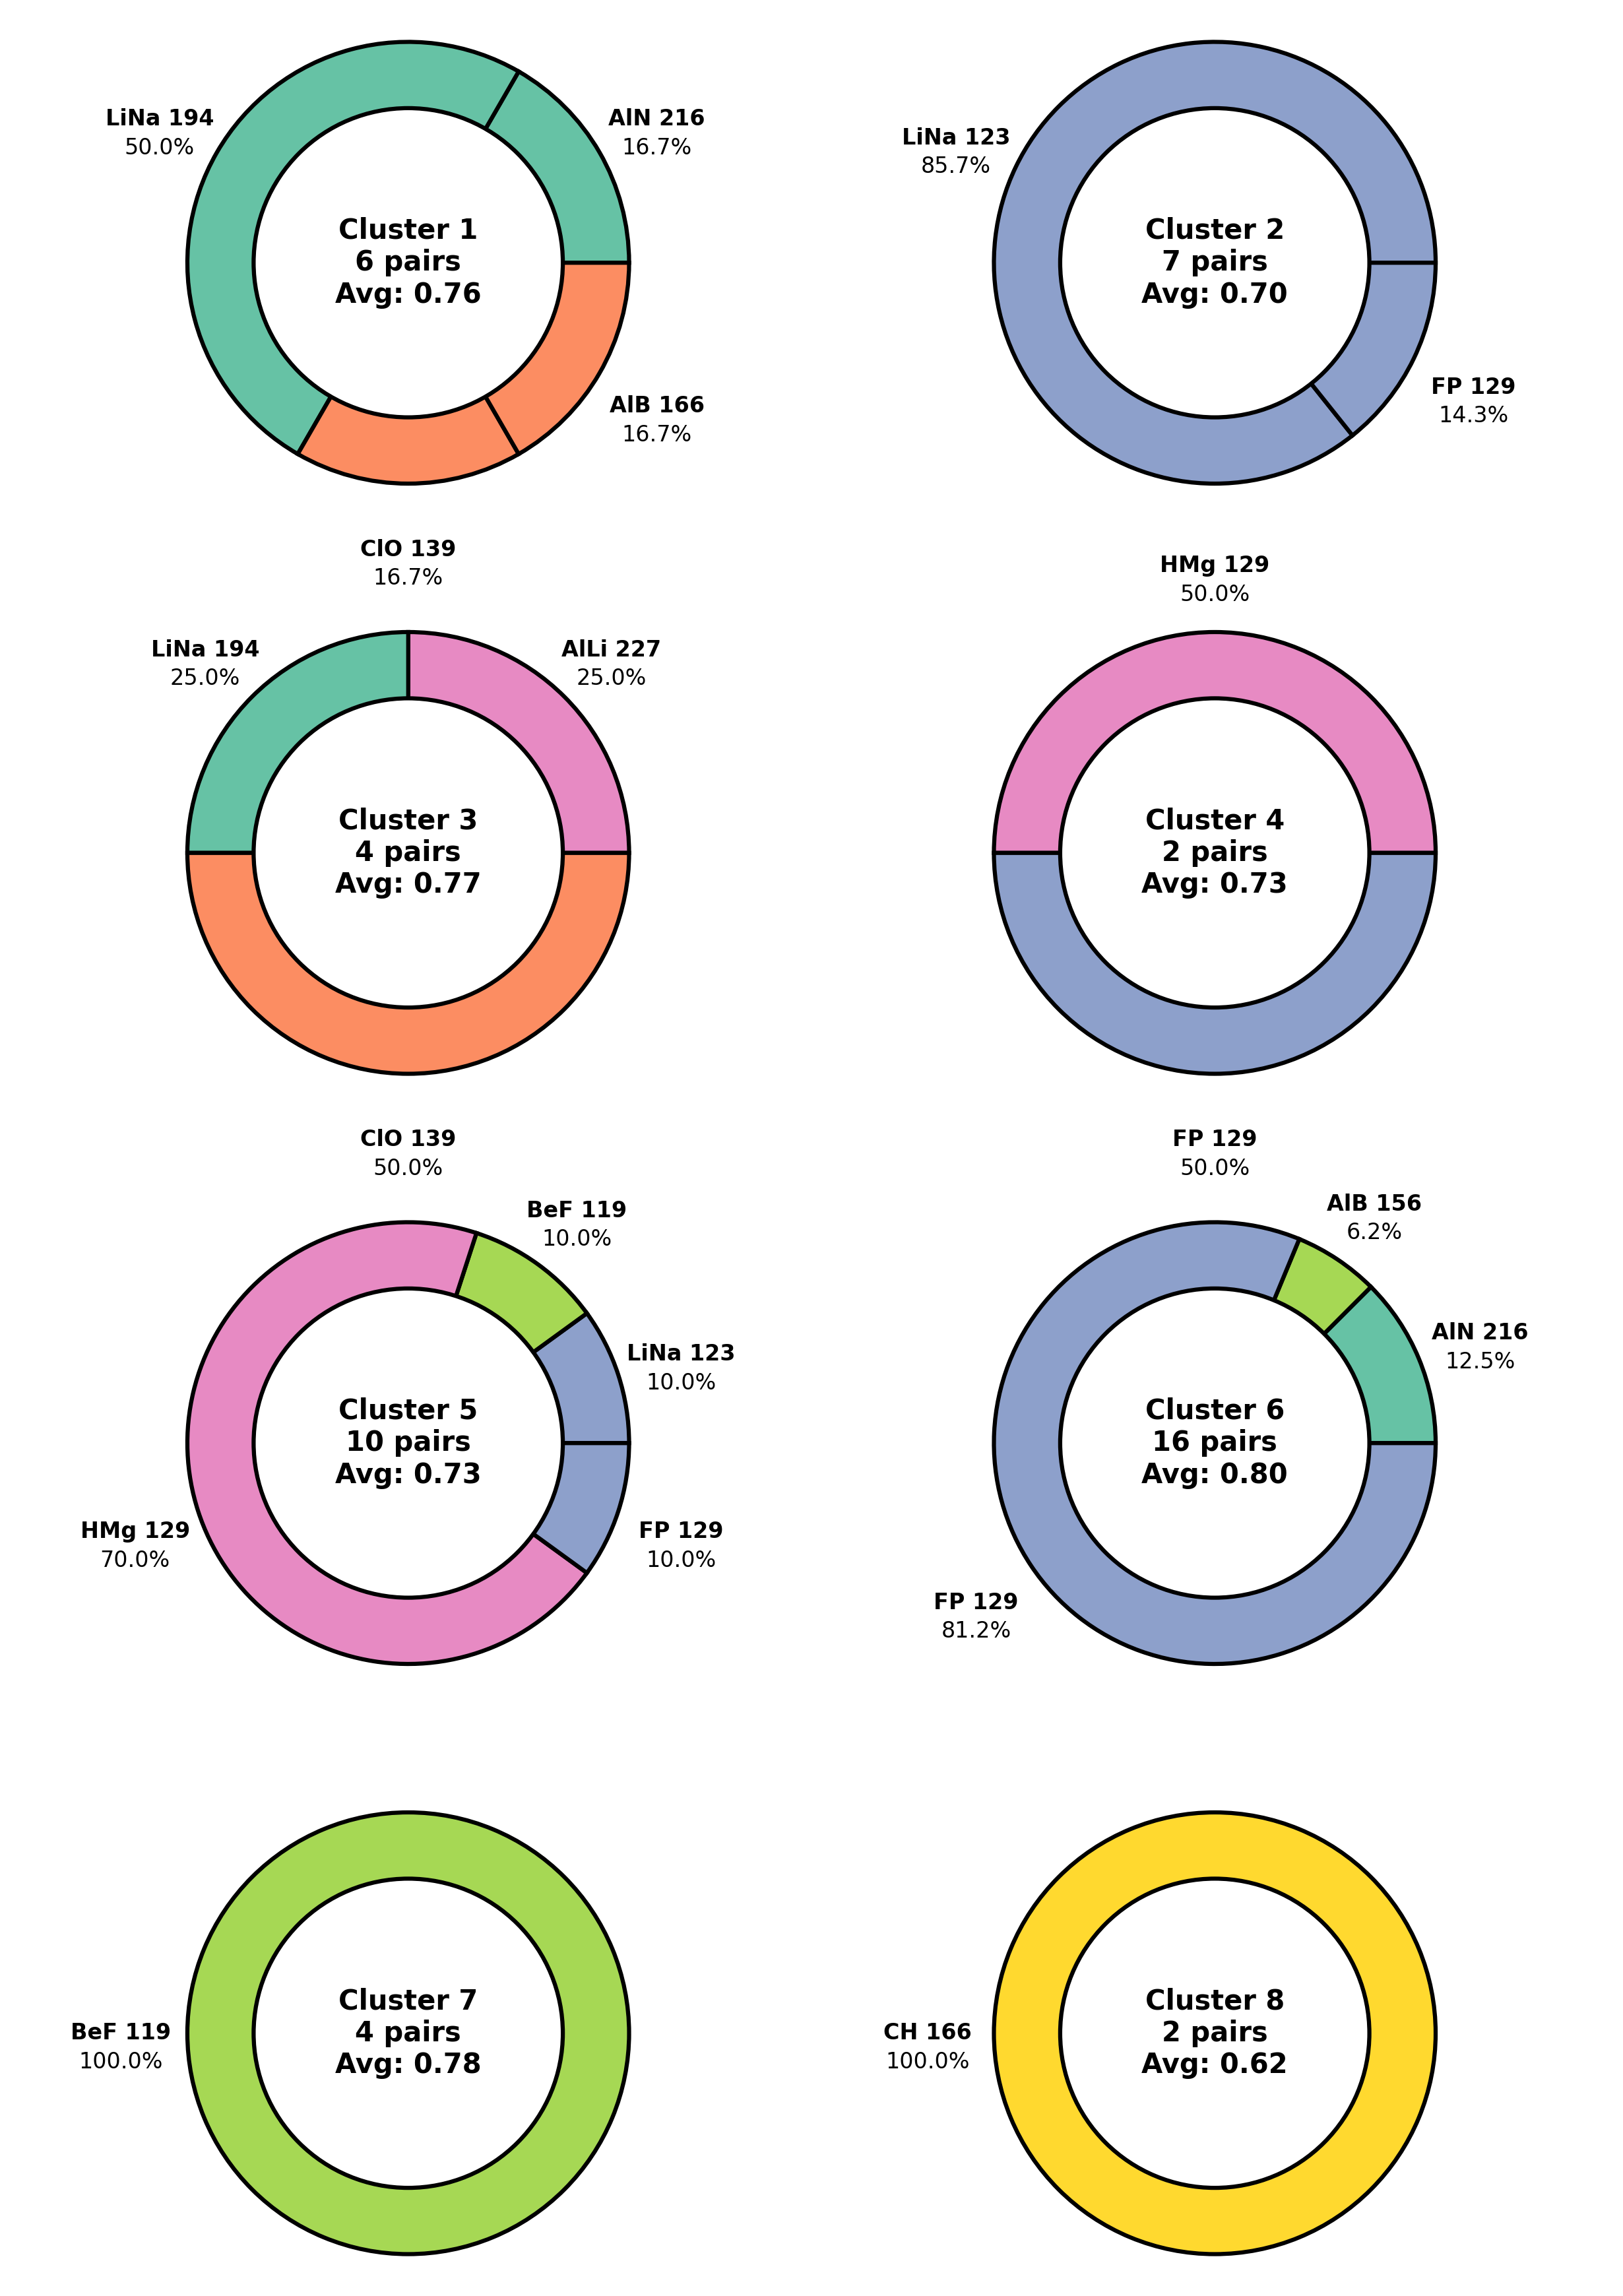 LiNa 194
50.0%
AlN 216
16.7%
Cluster 1
6 pairs
Avg: 0.76
AlB 166
16.7%
ClO 139
16.7%
LiNa 123
85.7%
Cluster 2
7 pairs
Avg: 0.70
FP 129
14.3%
LiNa 194
25.0%
AlLi 227
25.0%
Cluster 3
4 pairs
Avg: 0.77
ClO 139
50.0%
HMg 129
50.0%
Cluster 4
2 pairs
Avg: 0.73
FP 129
50.0%
BeF 119
10.0%
LiNa 123
10.0%
Cluster 5
10 pairs
Avg: 0.73
HMg 129
70.0%
FP 129
10.0%
AlB 156
6.2%
AlN 216
12.5%
Cluster 6
16 pairs
Avg: 0.80
FP 129
81.2%
Cluster 7
4 pairs
Avg: 0.78
BeF 119
100.0%
Cluster 8
2 pairs
Avg: 0.62
CH 166
100.0%